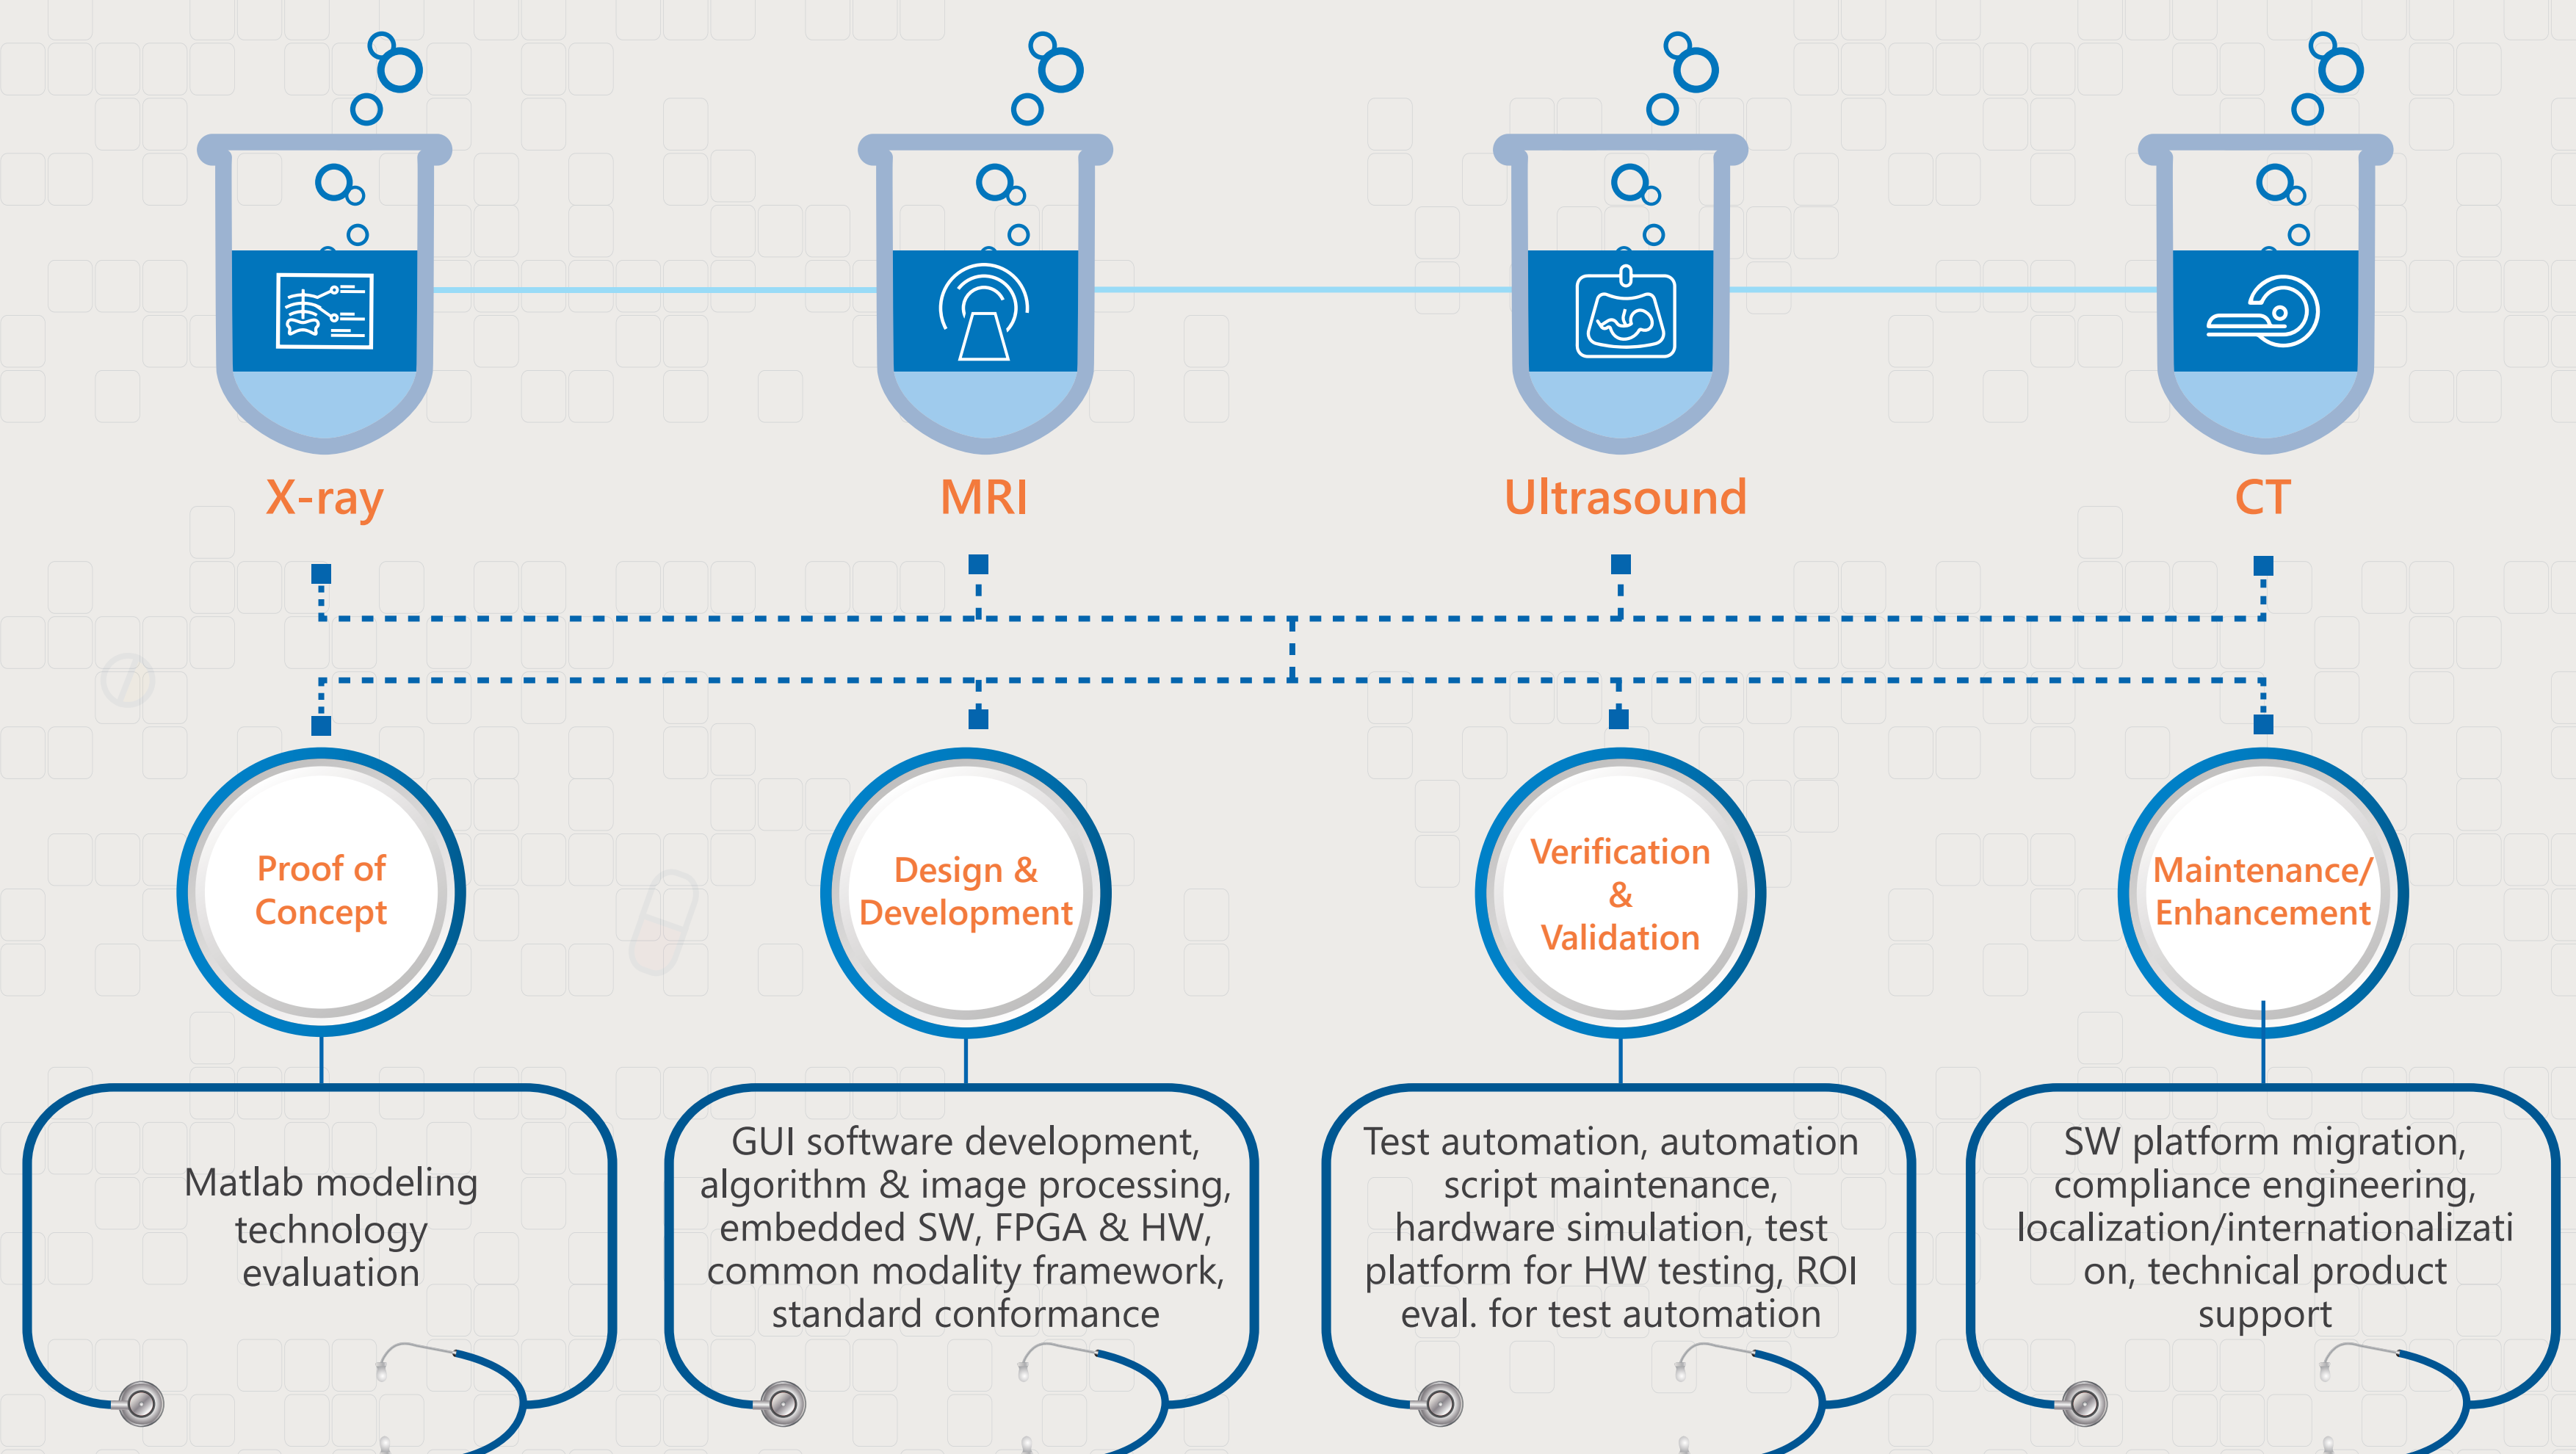 X-ray
MRI
Ultrasound
CT
Proof of
Concept
Design &
Development
Verification
&
Validation
Maintenance/
Enhancement
Matlab modeling
technology
evaluation
GUI software development,
algorithm & image processing,
embedded SW, FPGA & HW,
common modality framework,
standard conformance
Test automation, automation
script maintenance,
hardware simulation, test
platform for HW testing, ROI
eval. for test automation
SW platform migration,
compliance engineering,
localization/internationalizati
on, technical product
support